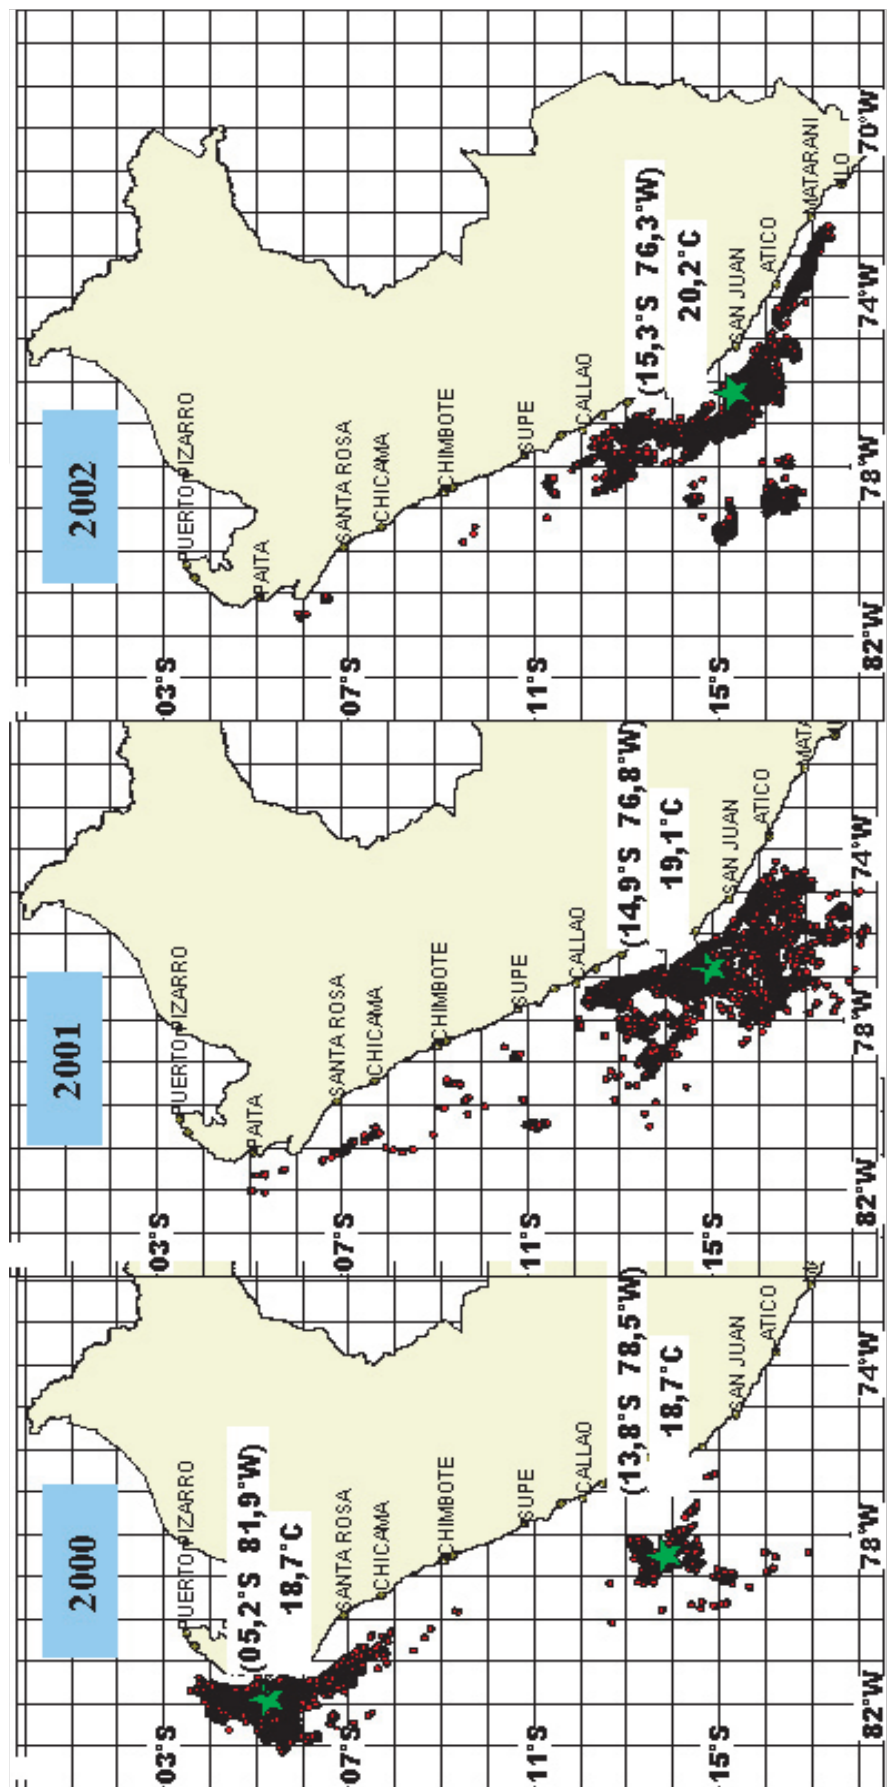 2000
03°S
PUERTO PIZARRO
(05,2°S 81,9°W)
18,7°C
07°S
SANTA ROSA
CHICAMA
CHIMBOTE
11°S
SUPE
CALLAO
(13,8°S 78,5°W)
18,7°C
15°S
SAN JUAN
ATICO
82°W 78°W 74°W
2001
03°S
PUERTO PIZARRO
PAITA
07°S
SANTA ROSA
CHICAMA
CHIMBOTE
11°S
SUPE
CALLAO
(14,9°S 76,8°W)
19,1°C
15°S
SAN JUAN
ATICO
MATA
82°W 78°W 74°W
2002
03°S
PUERTO PIZARRO
PAITA
07°S
SANTA ROSA
CHICAMA
CHIMBOTE
11°S
SUPE
CALLAO
(15,3°S 76,3°W)
20,2°C
15°S
SAN JUAN
ATICO
MATARANI
ILO
82°W 78°W 74°W 70°W